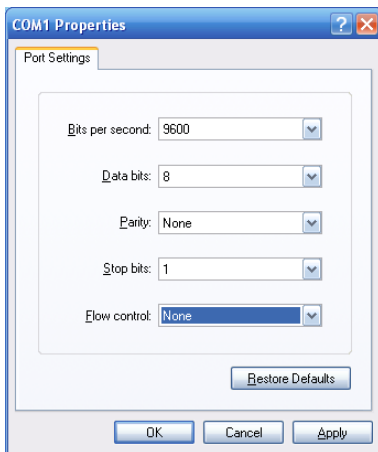 COM1 Properties
Port Settings
Bits per second: 9600
Data bits: 8
Parity: None
Stop bits: 1
Flow control: None
Restore Defaults
OK Cancel Apply